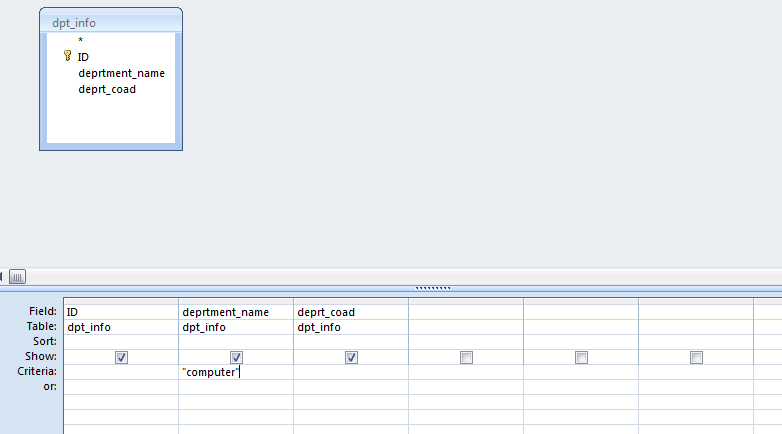 dpt_info
*
ID
deprtment_name
deprt_coad
Field: ID deprtment_name deprt_coad
Table: dpt_info dpt_info dpt_info
Sort:
Show:
Criteria: "computer"
or: